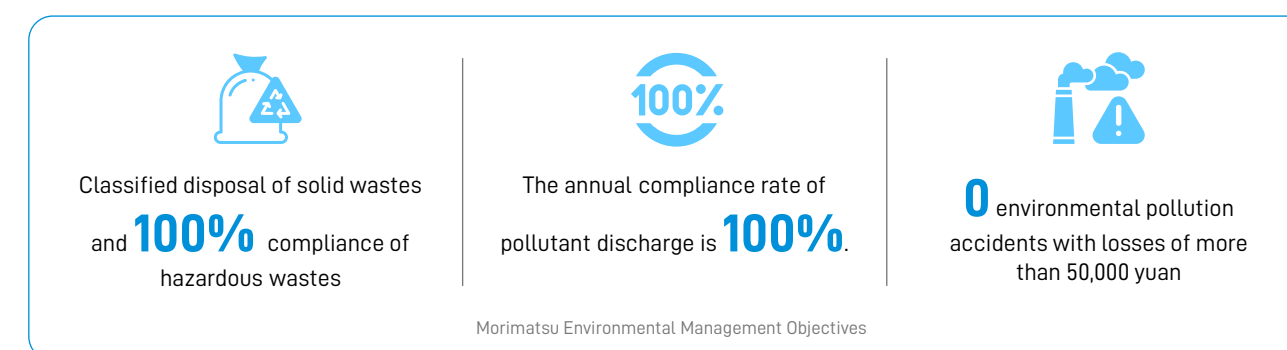 100%
Classified disposal of solid wastes
and 100% compliance of
hazardous wastes
The annual compliance rate of
pollutant discharge is 100%.
0 environmental pollution
accidents with losses of more
than 50,000 yuan
Morimatsu Environmental Management Objectives